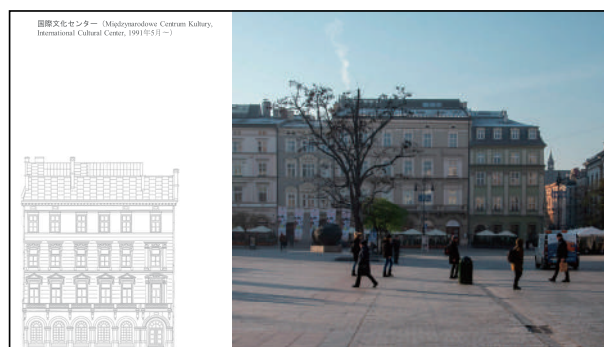 国際文化センター（Międzynarodowe Centrum Kultury,
International Cultural Center, 1991年5月〜）